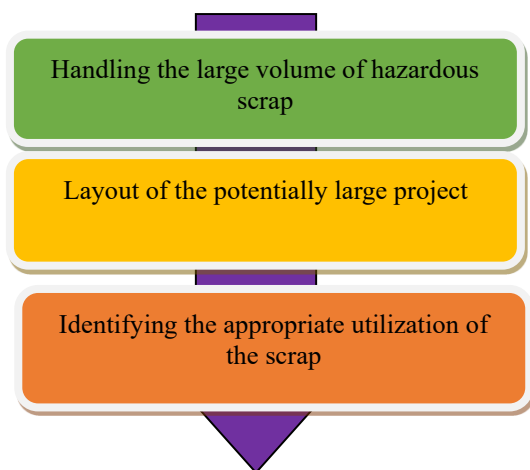 Handling the large volume of hazardous
scrap
Layout of the potentially large project
Identifying the appropriate utilization of
the scrap